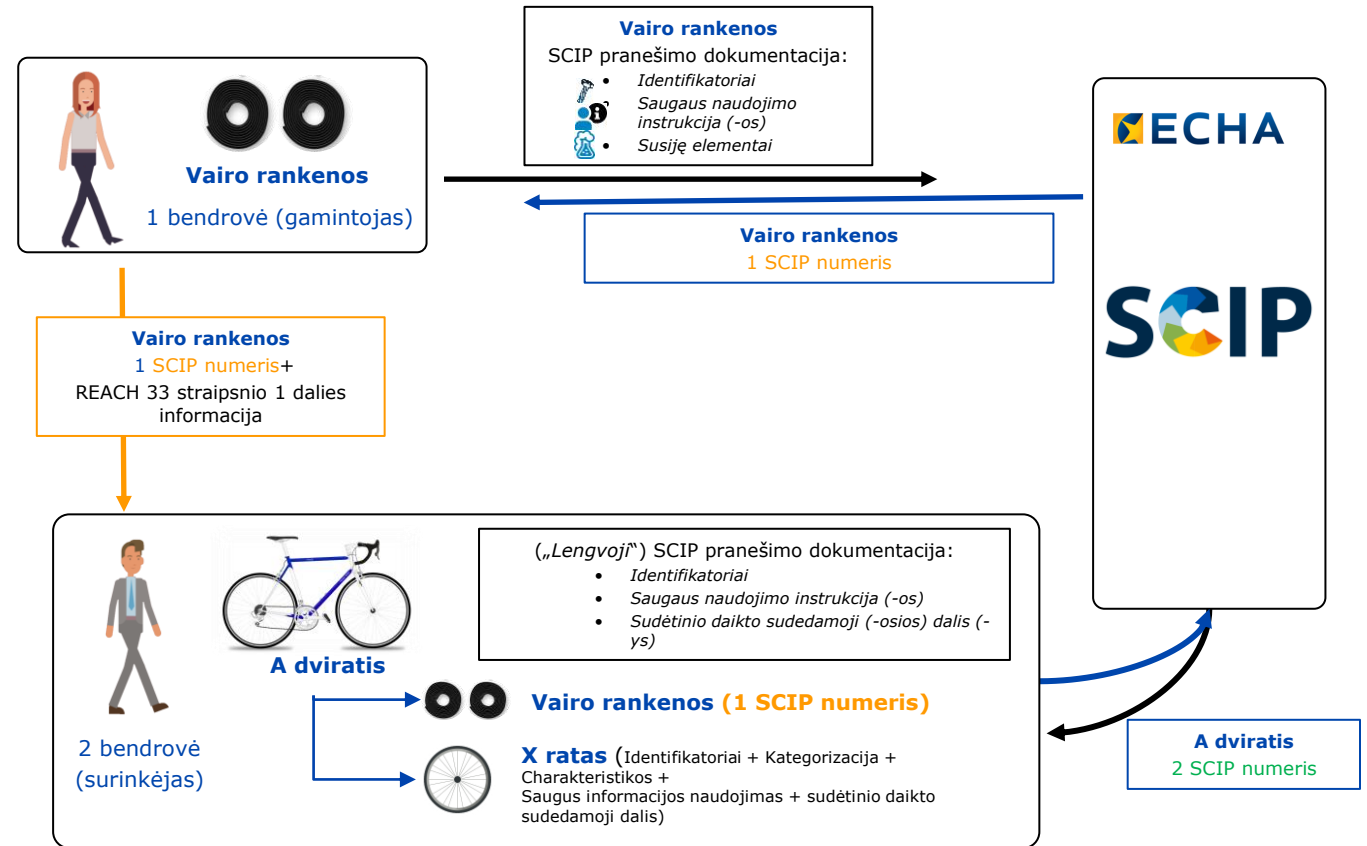 Vairo rankenos
SCIP pranešimo dokumentacija:
• Identifikatoriai
• Saugaus naudojimo
instrukcija (-os)
• Susiję elementai
Vairo rankenos
1 bendrovė (gamintojas)
ECHA
SCIP
Vairo rankenos
1 SCIP numeris
Vairo rankenos
1 SCIP numeris+
REACH 33 straipsnio 1 dalies
informacija
(„Lengvoji“) SCIP pranešimo dokumentacija:
• Identifikatoriai
• Saugaus naudojimo instrukcija (-os)
• Sudėtinio daikto sudedamoji (-osios) dalis (-
ys)
A dviratis
Vairo rankenos (1 SCIP numeris)
X ratas (Identifikatoriai + Kategorizacija +
Charakteristikos +
Saugus informacijos naudojimas + sudėtinio daikto
sudedamoji dalis)
2 bendrovė
(surinkėjas)
A dviratis
2 SCIP numeris